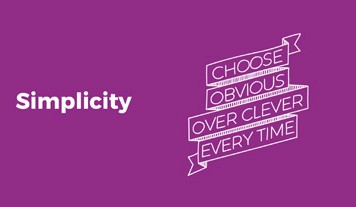 Simplicity
CHOOSE
OBVIOUS
OVER CLEVER
EVERY TIME